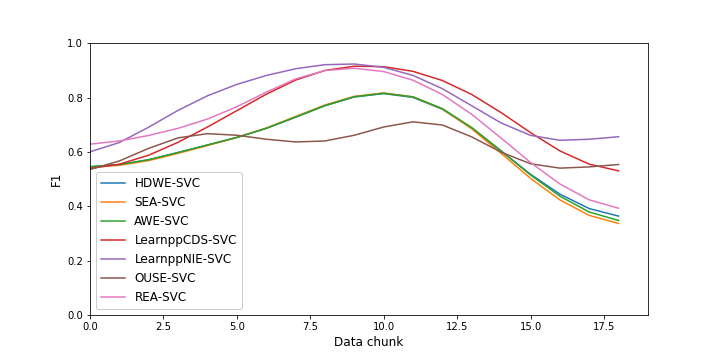 1.0
0.8
0.6
0.4
0.2
0.0
F1
HDWE-SVC
SEA-SVC
AWE-SVC
LearnppCDS-SVC
LearnppNIE-SVC
OUSE-SVC
REA-SVC
0.0 2.5 5.0 7.5 10.0 12.5 15.0 17.5
Data chunk